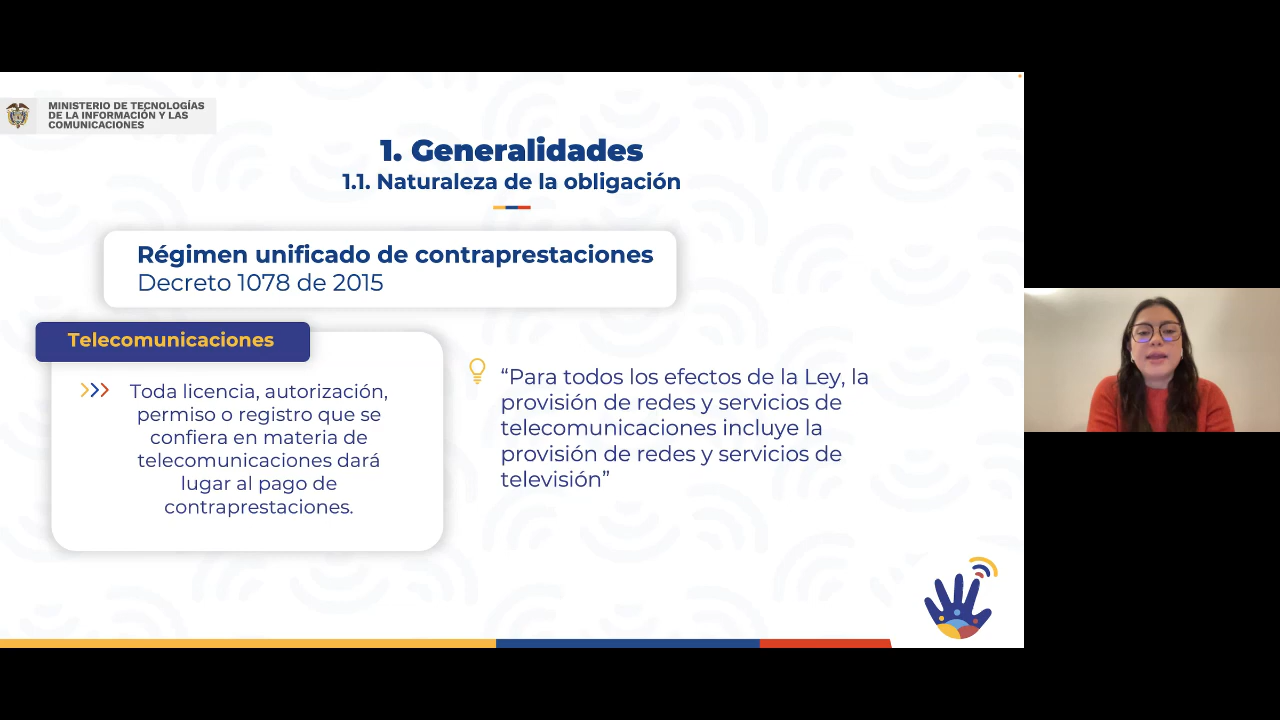 MINISTERIO DE TECNOLOGÍAS
DE LA INFORMACIÓN Y LAS
COMUNICACIONES
1. Generalidades
1.1. Naturaleza de la obligación
Régimen unificado de contraprestaciones
Decreto 1078 de 2015
Telecomunicaciones
Toda licencia, autorización,
permiso o registro que se
confiera en materia de
telecomunicaciones dará
lugar al pago de
contraprestaciones.
“Para todos los efectos de la Ley, la
provisión de redes y servicios de
telecomunicaciones incluye la
provisión de redes y servicios de
televisión”